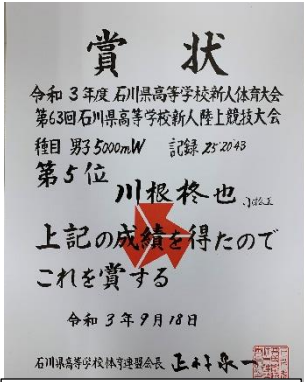 賞状
令和3年度 石川県高等学校新人体育大会
第63回石川県高等学校新人陸上競技大会
種目 男子5000mW 記録 25'20"43
第5位
川根柊也
上記の成績を得たので
これを賞する
令和3年9月18日
石川県高等学校体育連盟会長